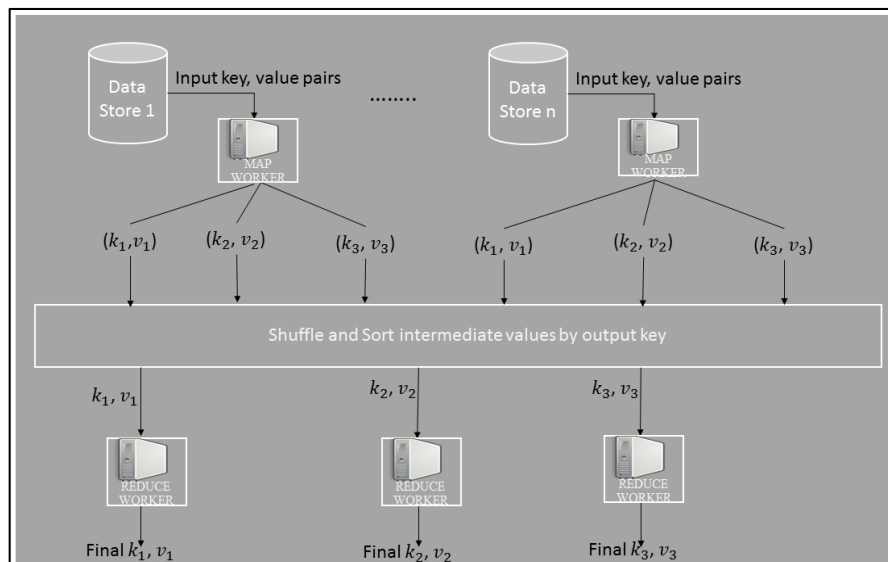 Data
Store 1
Input key, value pairs
........
Data
Store n
Input key, value pairs
MAP
WORKER
MAP
WORKER
(k₁,v₁)
(k₂, v₂)
(k₃, v₃)
(k₁, v₁)
(k₂, v₂)
(k₃, v₃)
Shuffle and Sort intermediate values by output key
k₁, v₁
k₂, v₂
k₃, v₃
REDUCE
WORKER
REDUCE
WORKER
REDUCE
WORKER
Final k₁, v₁
Final k₂, v₂
Final k₃, v₃